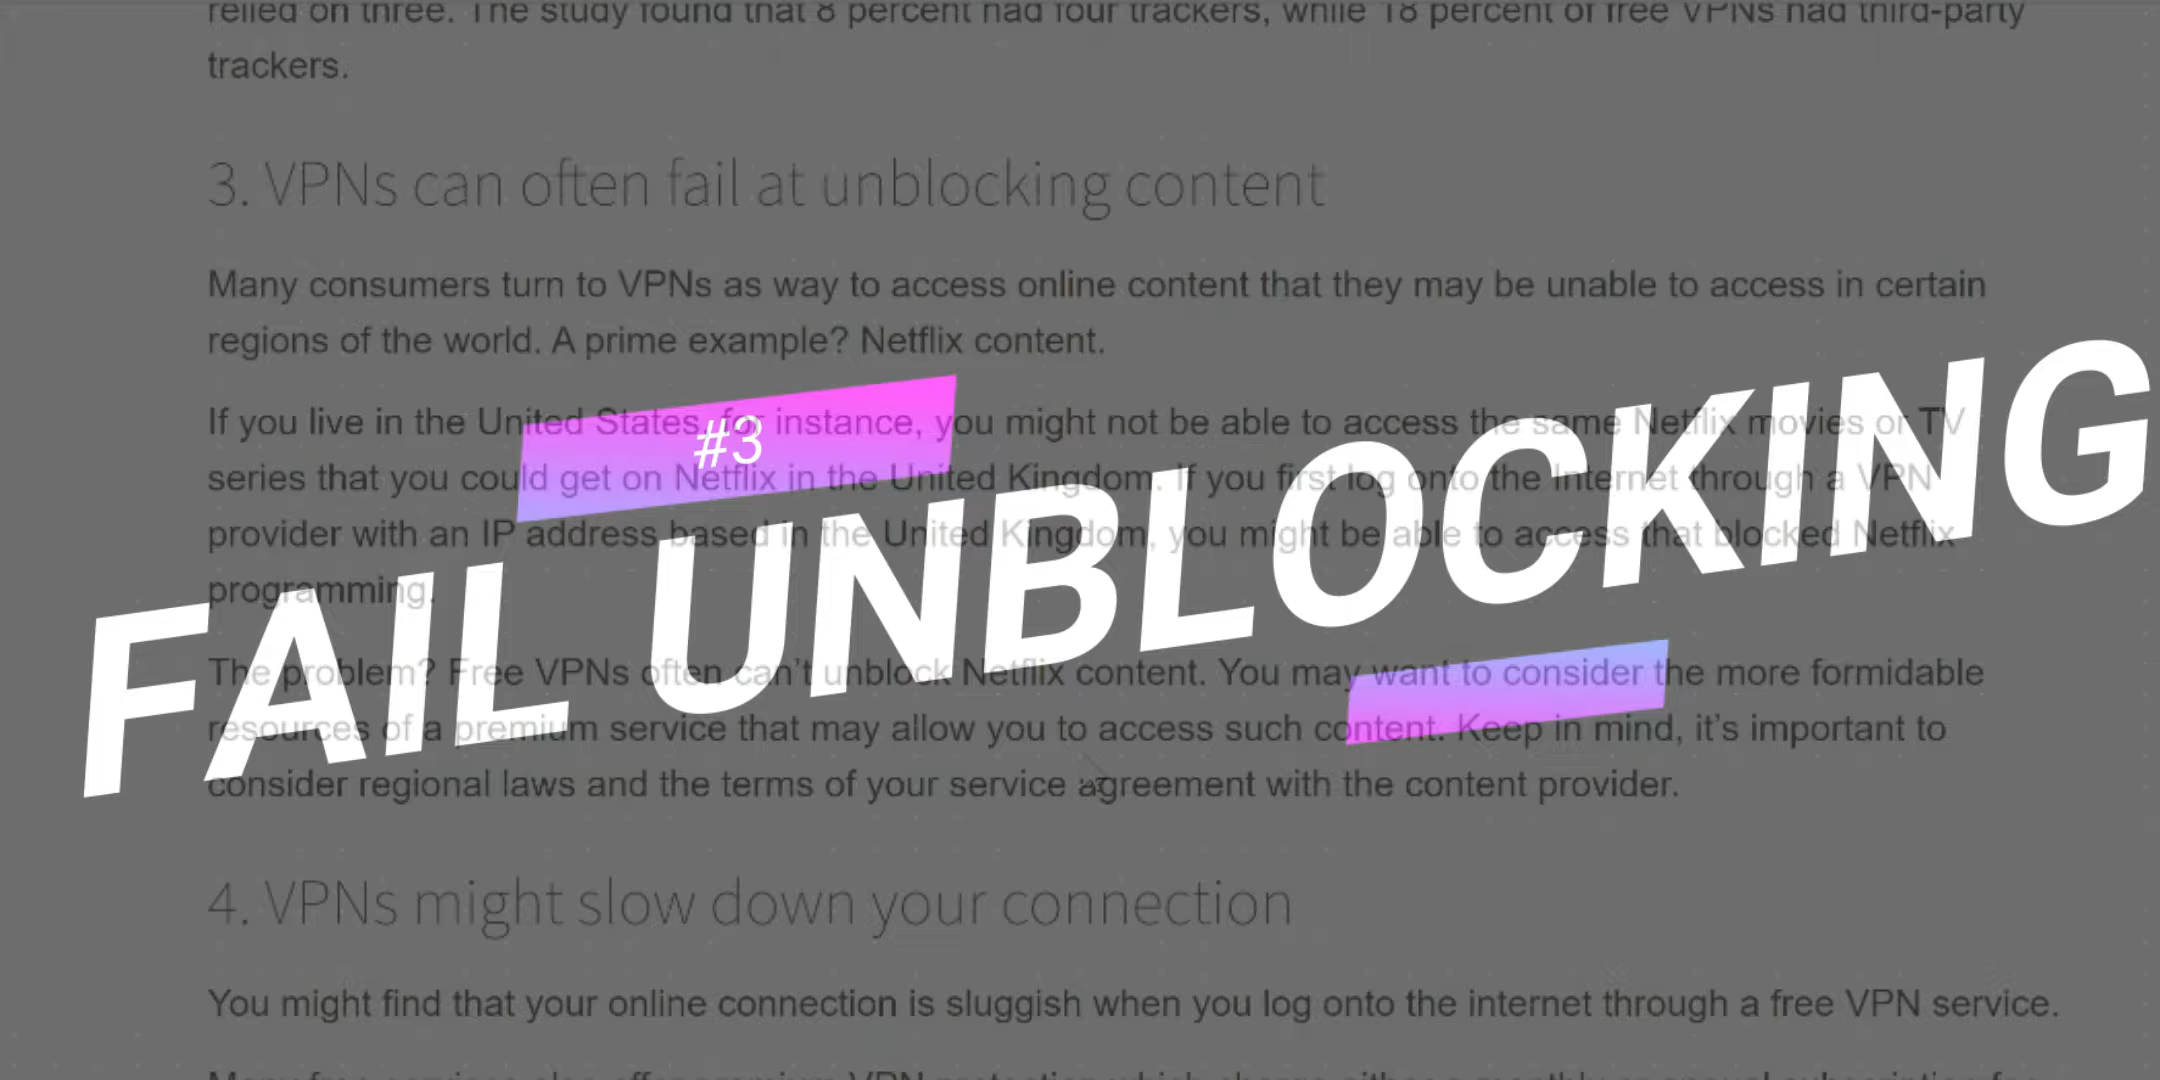 relied on three. The study found that 8 percent had four trackers, while 18 percent of free VPNs had third-party
trackers.
3. VPNs can often fail at unblocking content
Many consumers turn to VPNs as way to access online content that they may be unable to access in certain
regions of the world. A prime example? Netflix content.
If you live in the United States, for instance, you might not be able to access the same Netflix movies or TV
series that you could get on Netflix in the United Kingdom. If you first log onto the Internet through a VPN
provider with an IP address based in the United Kingdom, you might be able to access that blocked Netflix
programming.
#3
FAIL UNBLOCKING
The problem? Free VPNs often can't unblock Netflix content. You may want to consider the more formidable
resources of a premium service that may allow you to access such content. Keep in mind, it's important to
consider regional laws and the terms of your service agreement with the content provider.
4. VPNs might slow down your connection
You might find that your online connection is sluggish when you log onto the internet through a free VPN service.